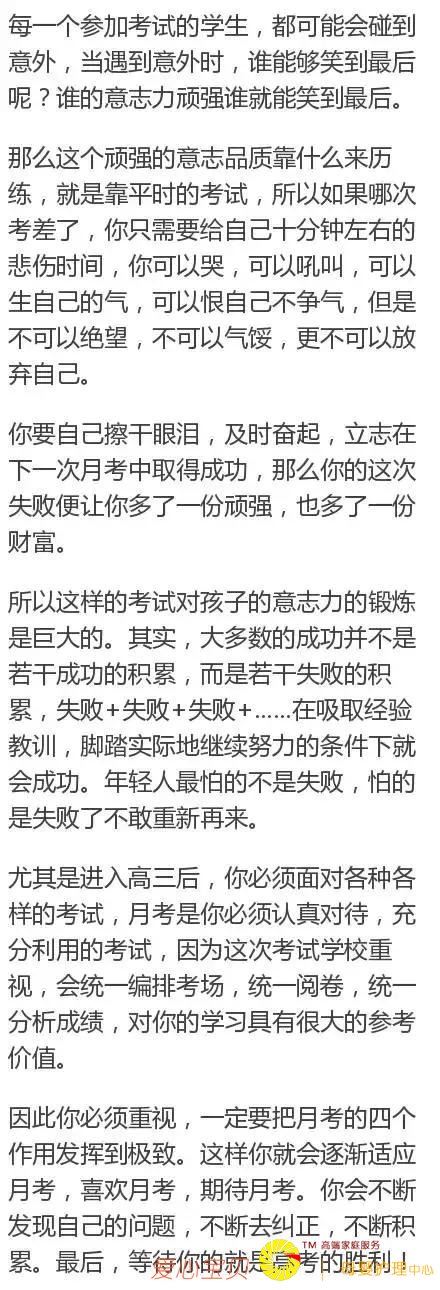 每一个参加考试的学生，都可能会碰到
意外，当遇到意外时，谁能够笑到最后
呢？谁的意志力顽强谁就能笑到最后。
那么这个顽强的意志品质靠什么来历
练，就是靠平时的考试，所以如果哪次
考差了，你只需要给自己十分钟左右的
悲伤时间，你可以哭，可以吼叫，可以
生自己的气，可以恨自己不争气，但是
不可以绝望，不可以气馁，更不可以放
弃自己。
你要自己擦干眼泪，及时奋起，立志在
下一次月考中取得成功，那么你的这次
失败便让你多了一份顽强，也多了一份
财富。
所以这样的考试对孩子的意志力的锻炼
是巨大的。其实，大多数的成功并不是
若干成功的积累，而是若干失败的积
累，失败+失败+失败+……在吸取经验
教训，脚踏实际地继续努力的条件下就
会成功。年轻人最怕的不是失败，怕的
是失败了不敢重新再来。
尤其是进入高三后，你必须面对各种各
样的考试，月考是你必须认真对待，充
分利用的考试，因为这次考试学校重
视，会统一编排考场，统一阅卷，统一
分析成绩，对你的学习具有很大的参考
价值。
因此你必须重视，一定要把月考的四个
作用发挥到极致。这样你就会逐渐适应
月考，喜欢月考，期待月考。你会不断
发现自己的问题，不断去纠正，不断积
累。最后，等待你的就是高考的胜利！
TM 高端家庭服务
爱心宝贝
母婴护理中心